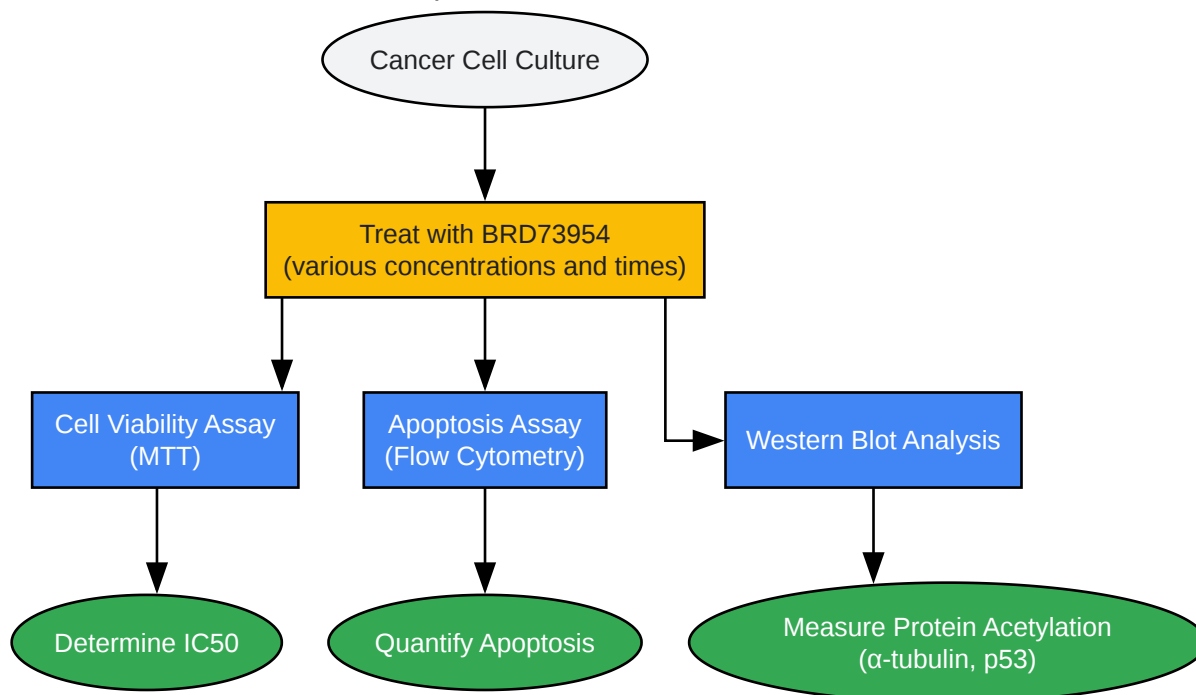 Cancer Cell Culture
Treat with BRD73954
(various concentrations and times)
Cell Viability Assay
(MTT)
Apoptosis Assay
(Flow Cytometry)
Western Blot Analysis
Determine IC50
Quantify Apoptosis
Measure Protein Acetylation
(α-tubulin, p53)